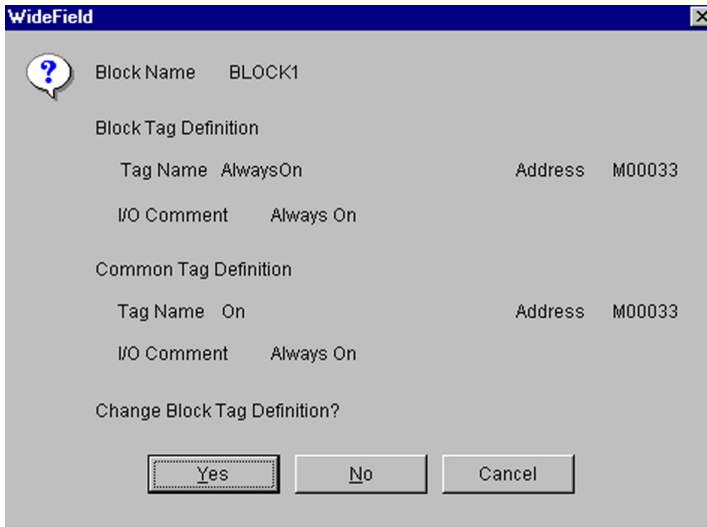 WideField
Block Name BLOCK1
Block Tag Definition
Tag Name AlwaysOn Address M00033
I/O Comment Always On
Common Tag Definition
Tag Name On Address M00033
I/O Comment Always On
Change Block Tag Definition?
Yes No Cancel